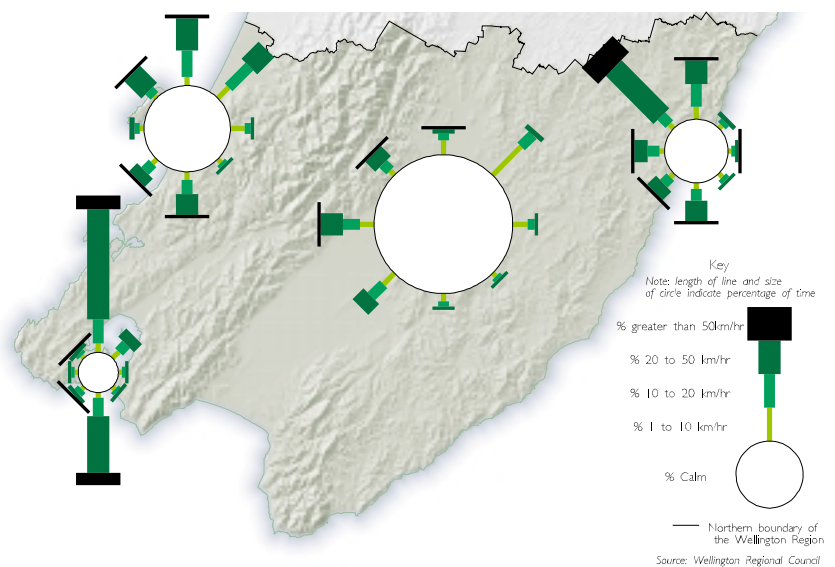 Key
Note: length of line and size
of circle indicate percentage of time
% greater than 50km/hr
% 20 to 50 km/hr
% 10 to 20 km/hr
% 1 to 10 km/hr
% Calm
Northern boundary of
the Wellington Region
Source: Wellington Regional Council